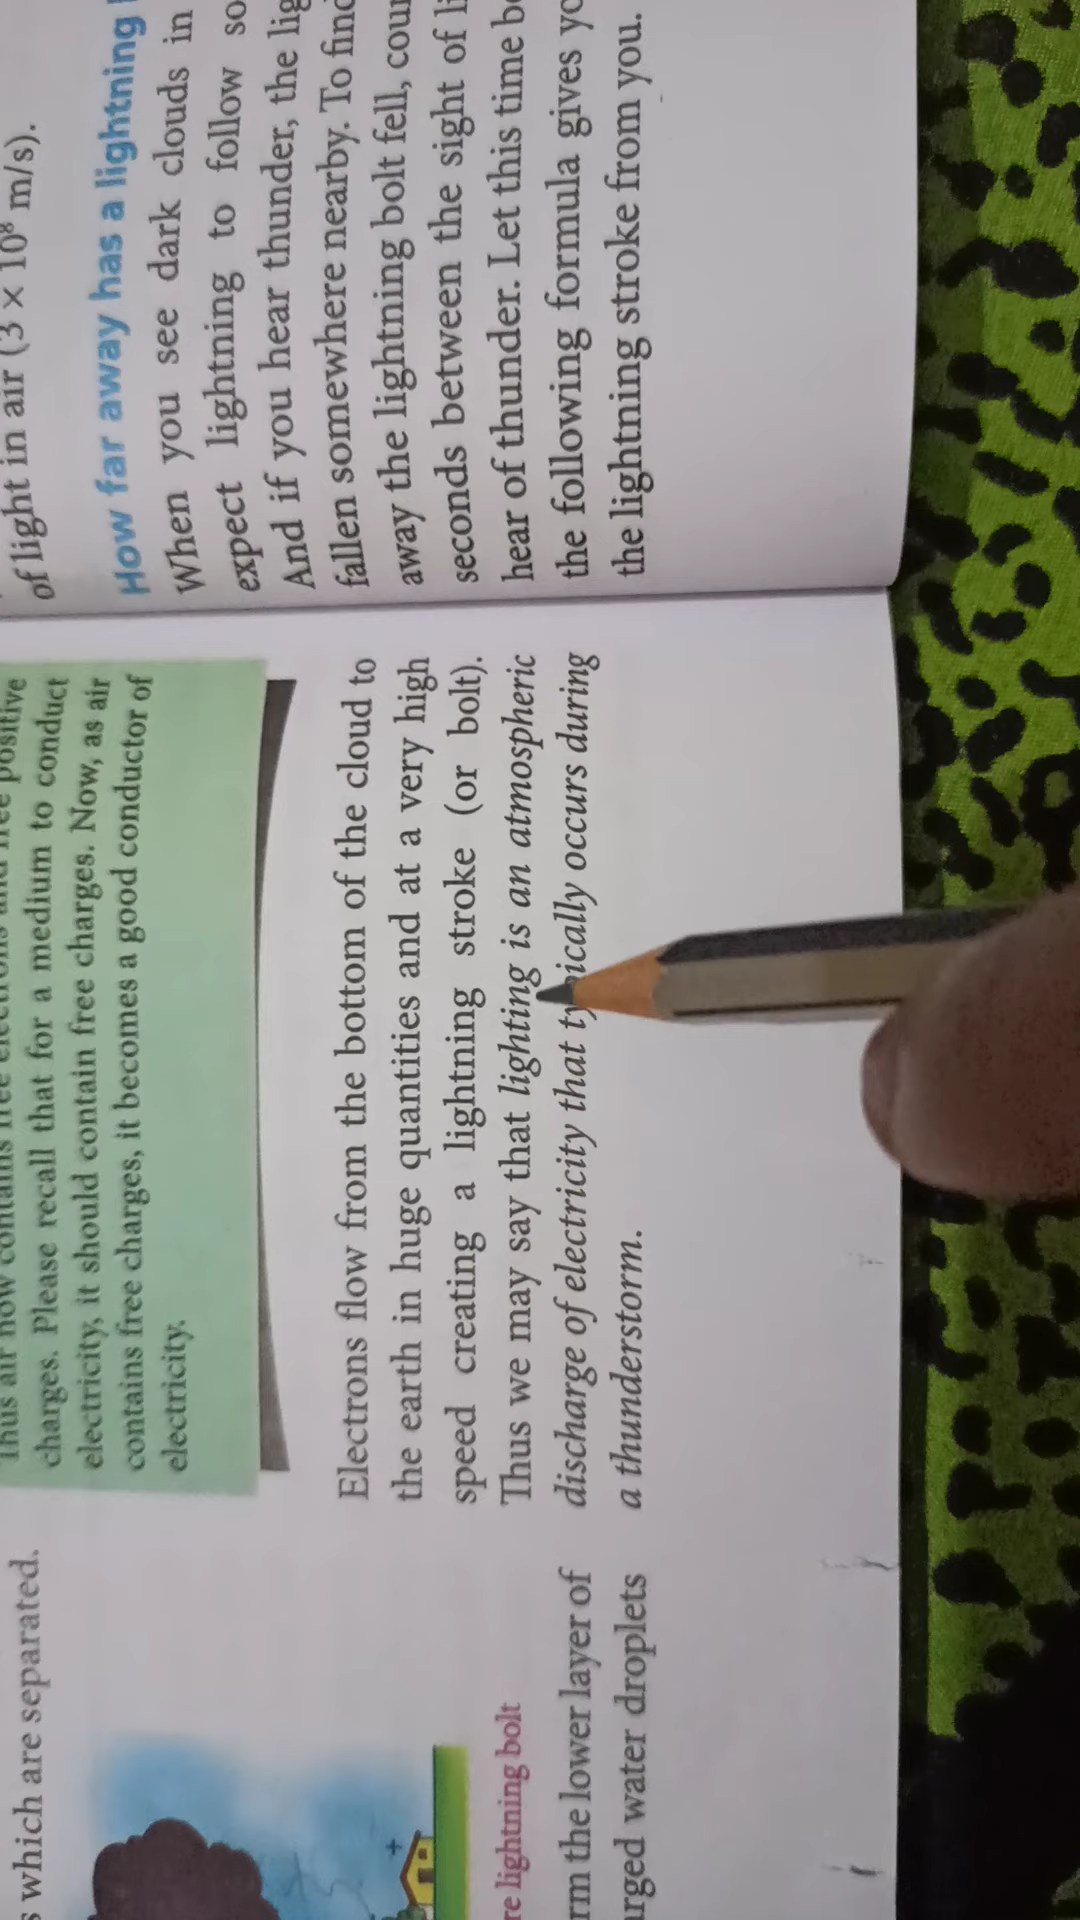 s which are separated.
re lightning bolt
rm the lower layer of
rged water droplets
charges. Please recall that for a medium to conduct
electricity, it should contain free charges. Now, as air
contains free charges, it becomes a good conductor of
electricity.
Electrons flow from the bottom of the cloud to
the earth in huge quantities and at a very high
speed creating a lightning stroke (or bolt).
Thus we may say that lighting is an atmospheric
discharge of electricity that typically occurs during
a thunderstorm.
of light in air (3 × 10⁸ m/s).
How far away has a lightning
When you see dark clouds in
expect lightning to follow so
And if you hear thunder, the lig
fallen somewhere nearby. To find
away the lightning bolt fell, cour
seconds between the sight of li
hear of thunder. Let this time b
the following formula gives yo
the lightning stroke from you.